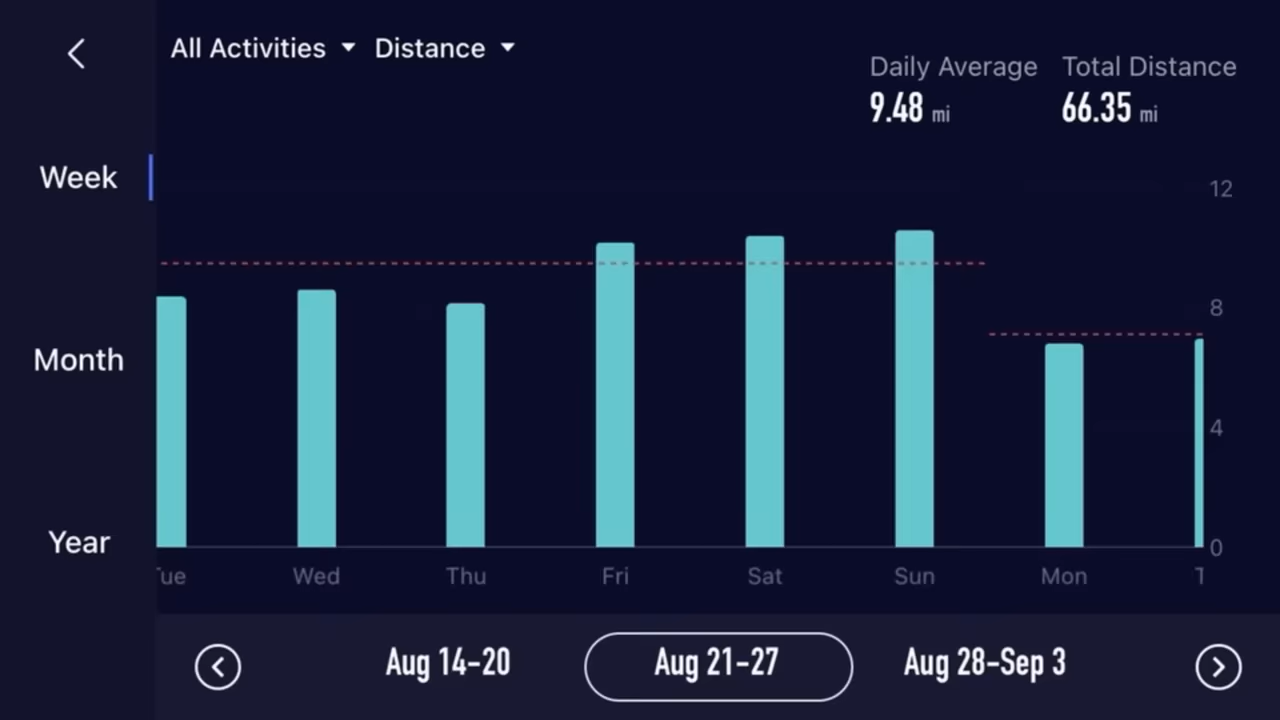 All Activities Distance
Daily Average Total Distance
9.48 mi 66.35 mi
Week
Month
Year
12
8
4
0
ue Wed Thu Fri Sat Sun Mon T
Aug 14-20 Aug 21-27 Aug 28-Sep 3